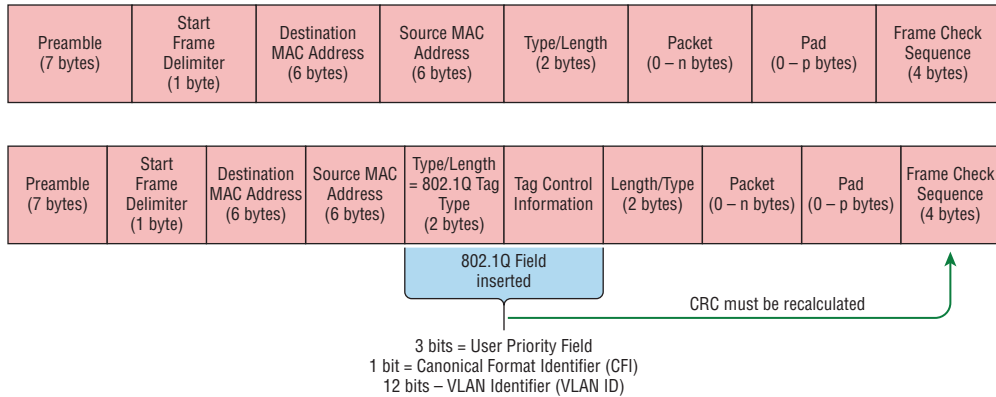 Preamble
(7 bytes)
Start
Frame
Delimiter
(1 byte)
Destination
MAC Address
(6 bytes)
Source MAC
Address
(6 bytes)
Type/Length
(2 bytes)
Packet
(0 – n bytes)
Pad
(0 – p bytes)
Frame Check
Sequence
(4 bytes)
Preamble
(7 bytes)
Start
Frame
Delimiter
(1 byte)
Destination
MAC Address
(6 bytes)
Source MAC
Address
(6 bytes)
Type/Length
= 802.1Q Tag
Type
(2 bytes)
Tag Control
Information
Length/Type
(2 bytes)
Packet
(0 – n bytes)
Pad
(0 – p bytes)
Frame Check
Sequence
(4 bytes)
802.1Q Field
inserted
CRC must be recalculated
3 bits = User Priority Field
1 bit = Canonical Format Identifier (CFI)
12 bits – VLAN Identifier (VLAN ID)